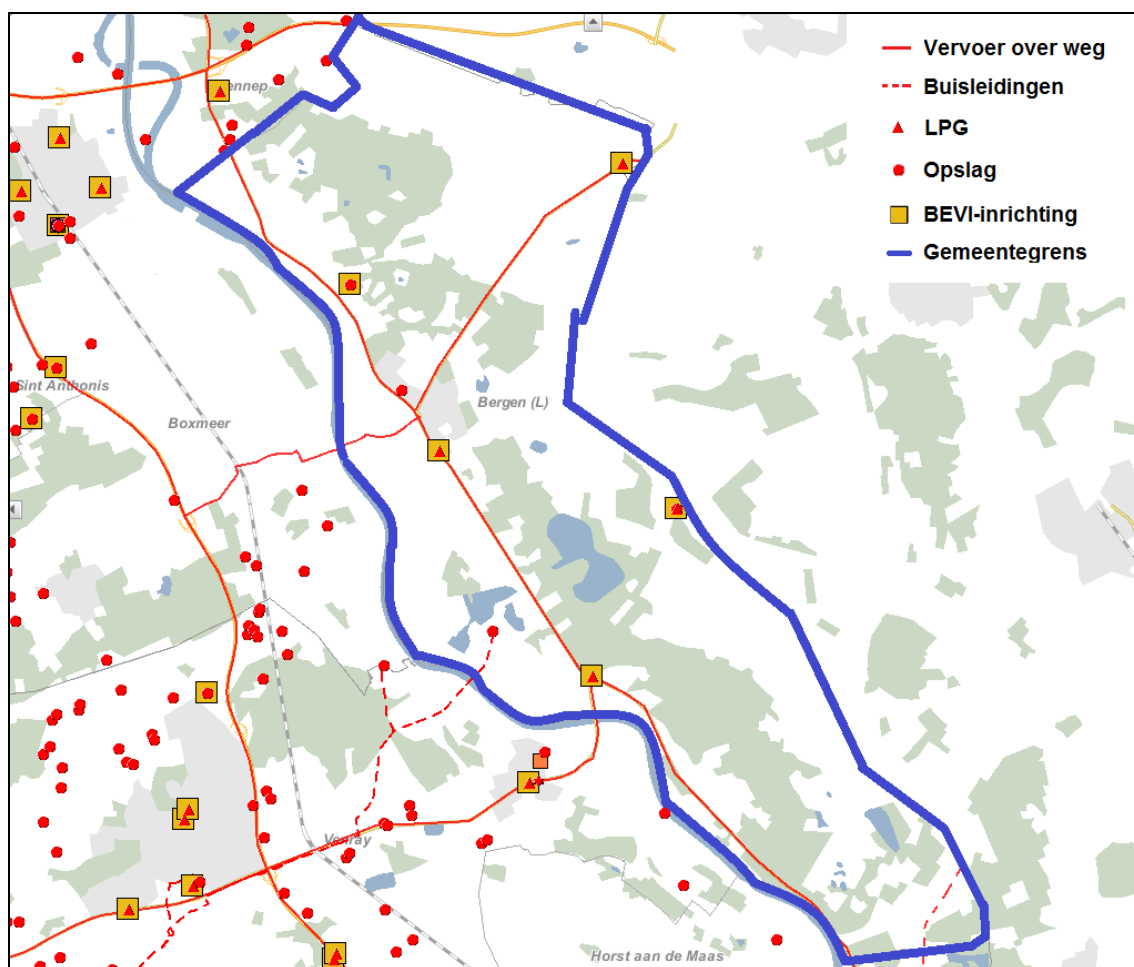 Vervoer over weg
Buisleidingen
LPG
Opslag
BEVI-inrichting
Gemeentegrens
Sint Anthonis
Boxmeer
Bergen (L)
Venray
Horst aan de Maas